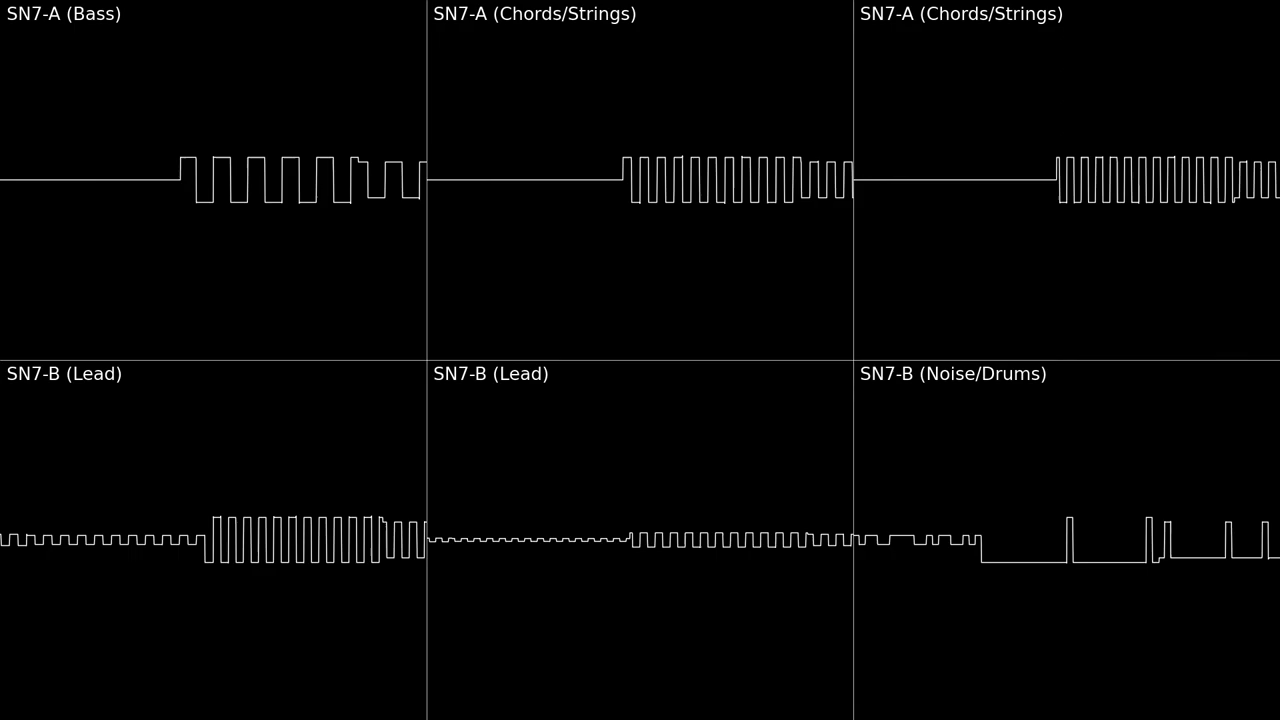 SN7-A (Bass)
SN7-A (Chords/Strings)
SN7-A (Chords/Strings)
SN7-B (Lead)
SN7-B (Lead)
SN7-B (Noise/Drums)